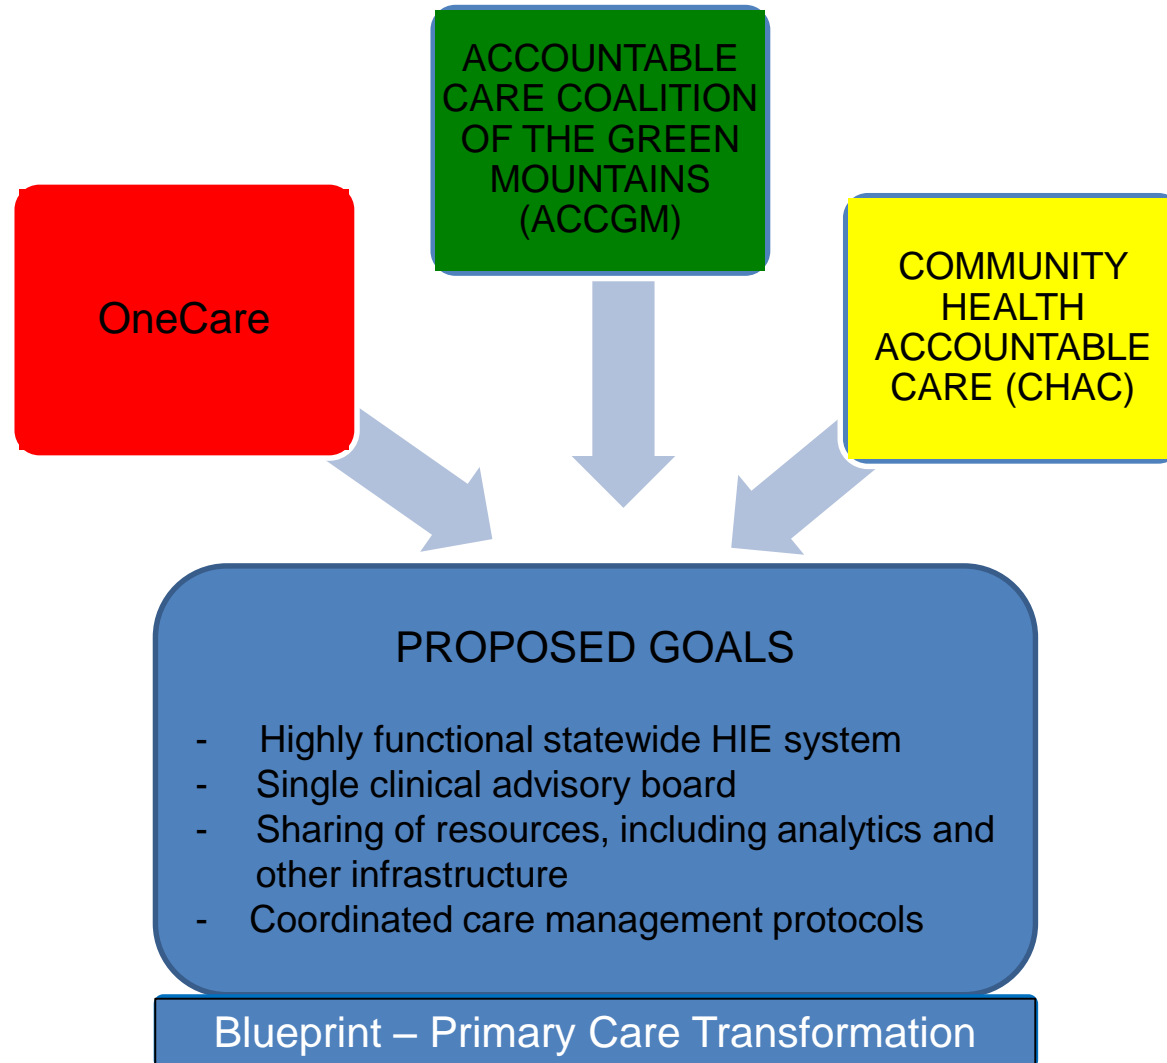 ACCOUNTABLE
CARE COALITION
OF THE GREEN
MOUNTAINS
(ACCGM)
OneCare
COMMUNITY
HEALTH
ACCOUNTABLE
CARE (CHAC)
PROPOSED GOALS
- Highly functional statewide HIE system
- Single clinical advisory board
- Sharing of resources, including analytics and
other infrastructure
- Coordinated care management protocols
Blueprint – Primary Care Transformation